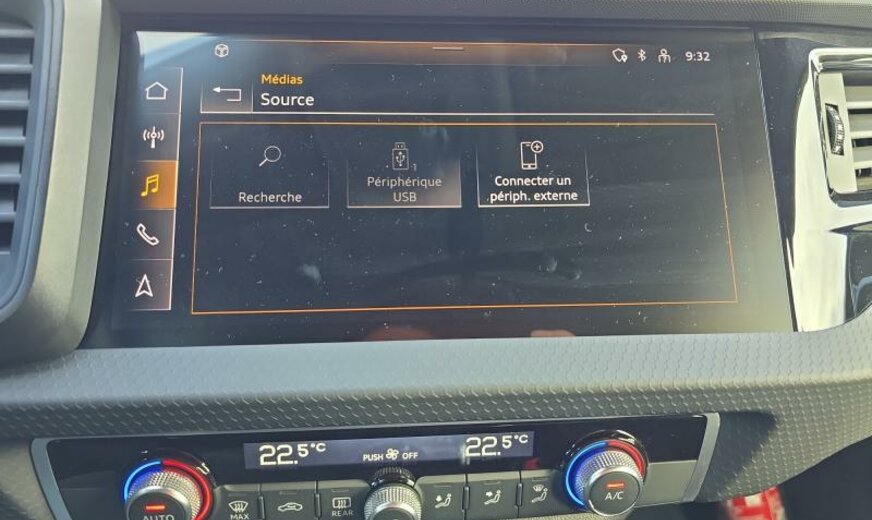 9:32
Médias
Source
Recherche
1
Périphérique
USB
Connecter un
périph. externe
22.5°C
PUSH OFF
22.5°C
AUTO
MAX
REAR
A/C